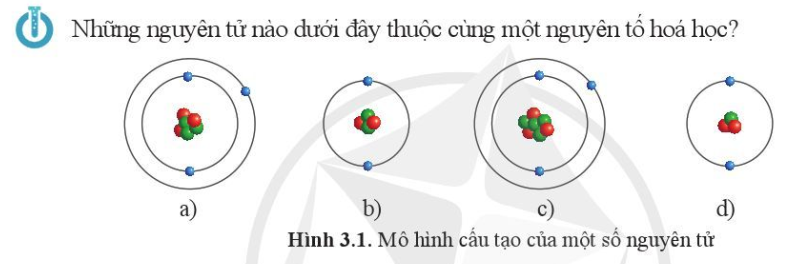 Những nguyên tử nào dưới đây thuộc cùng một nguyên tố hoá học?
a) b) c) d)
Hình 3.1. Mô hình cấu tạo của một số nguyên tử